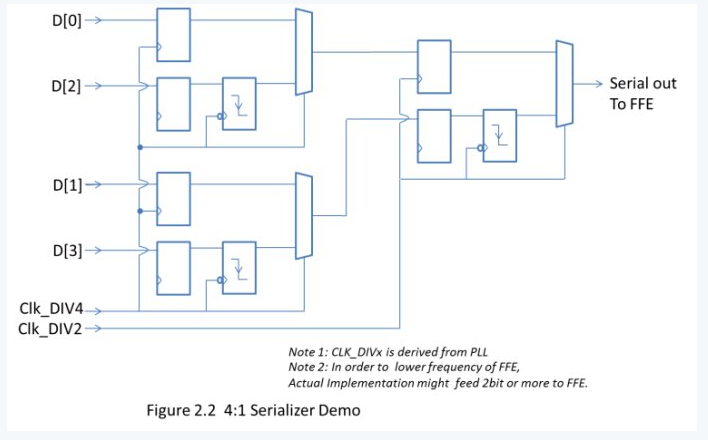 D[0]
D[2]
Serial out
To FFE
D[1]
D[3]
Clk_DIV4
Clk_DIV2
Note 1: CLK_DIVx is derived from PLL
Note 2: In order to lower frequency of FFE,
Actual Implementation might feed 2bit or more to FFE.
Figure 2.2 4:1 Serializer Demo